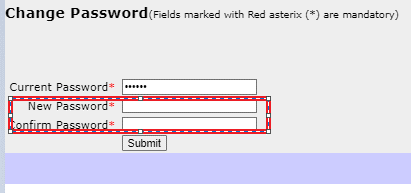 Change Password(Fields marked with Red asterix (*) are mandatory)
Current Password* ••••••
New Password*
Confirm Password*
Submit